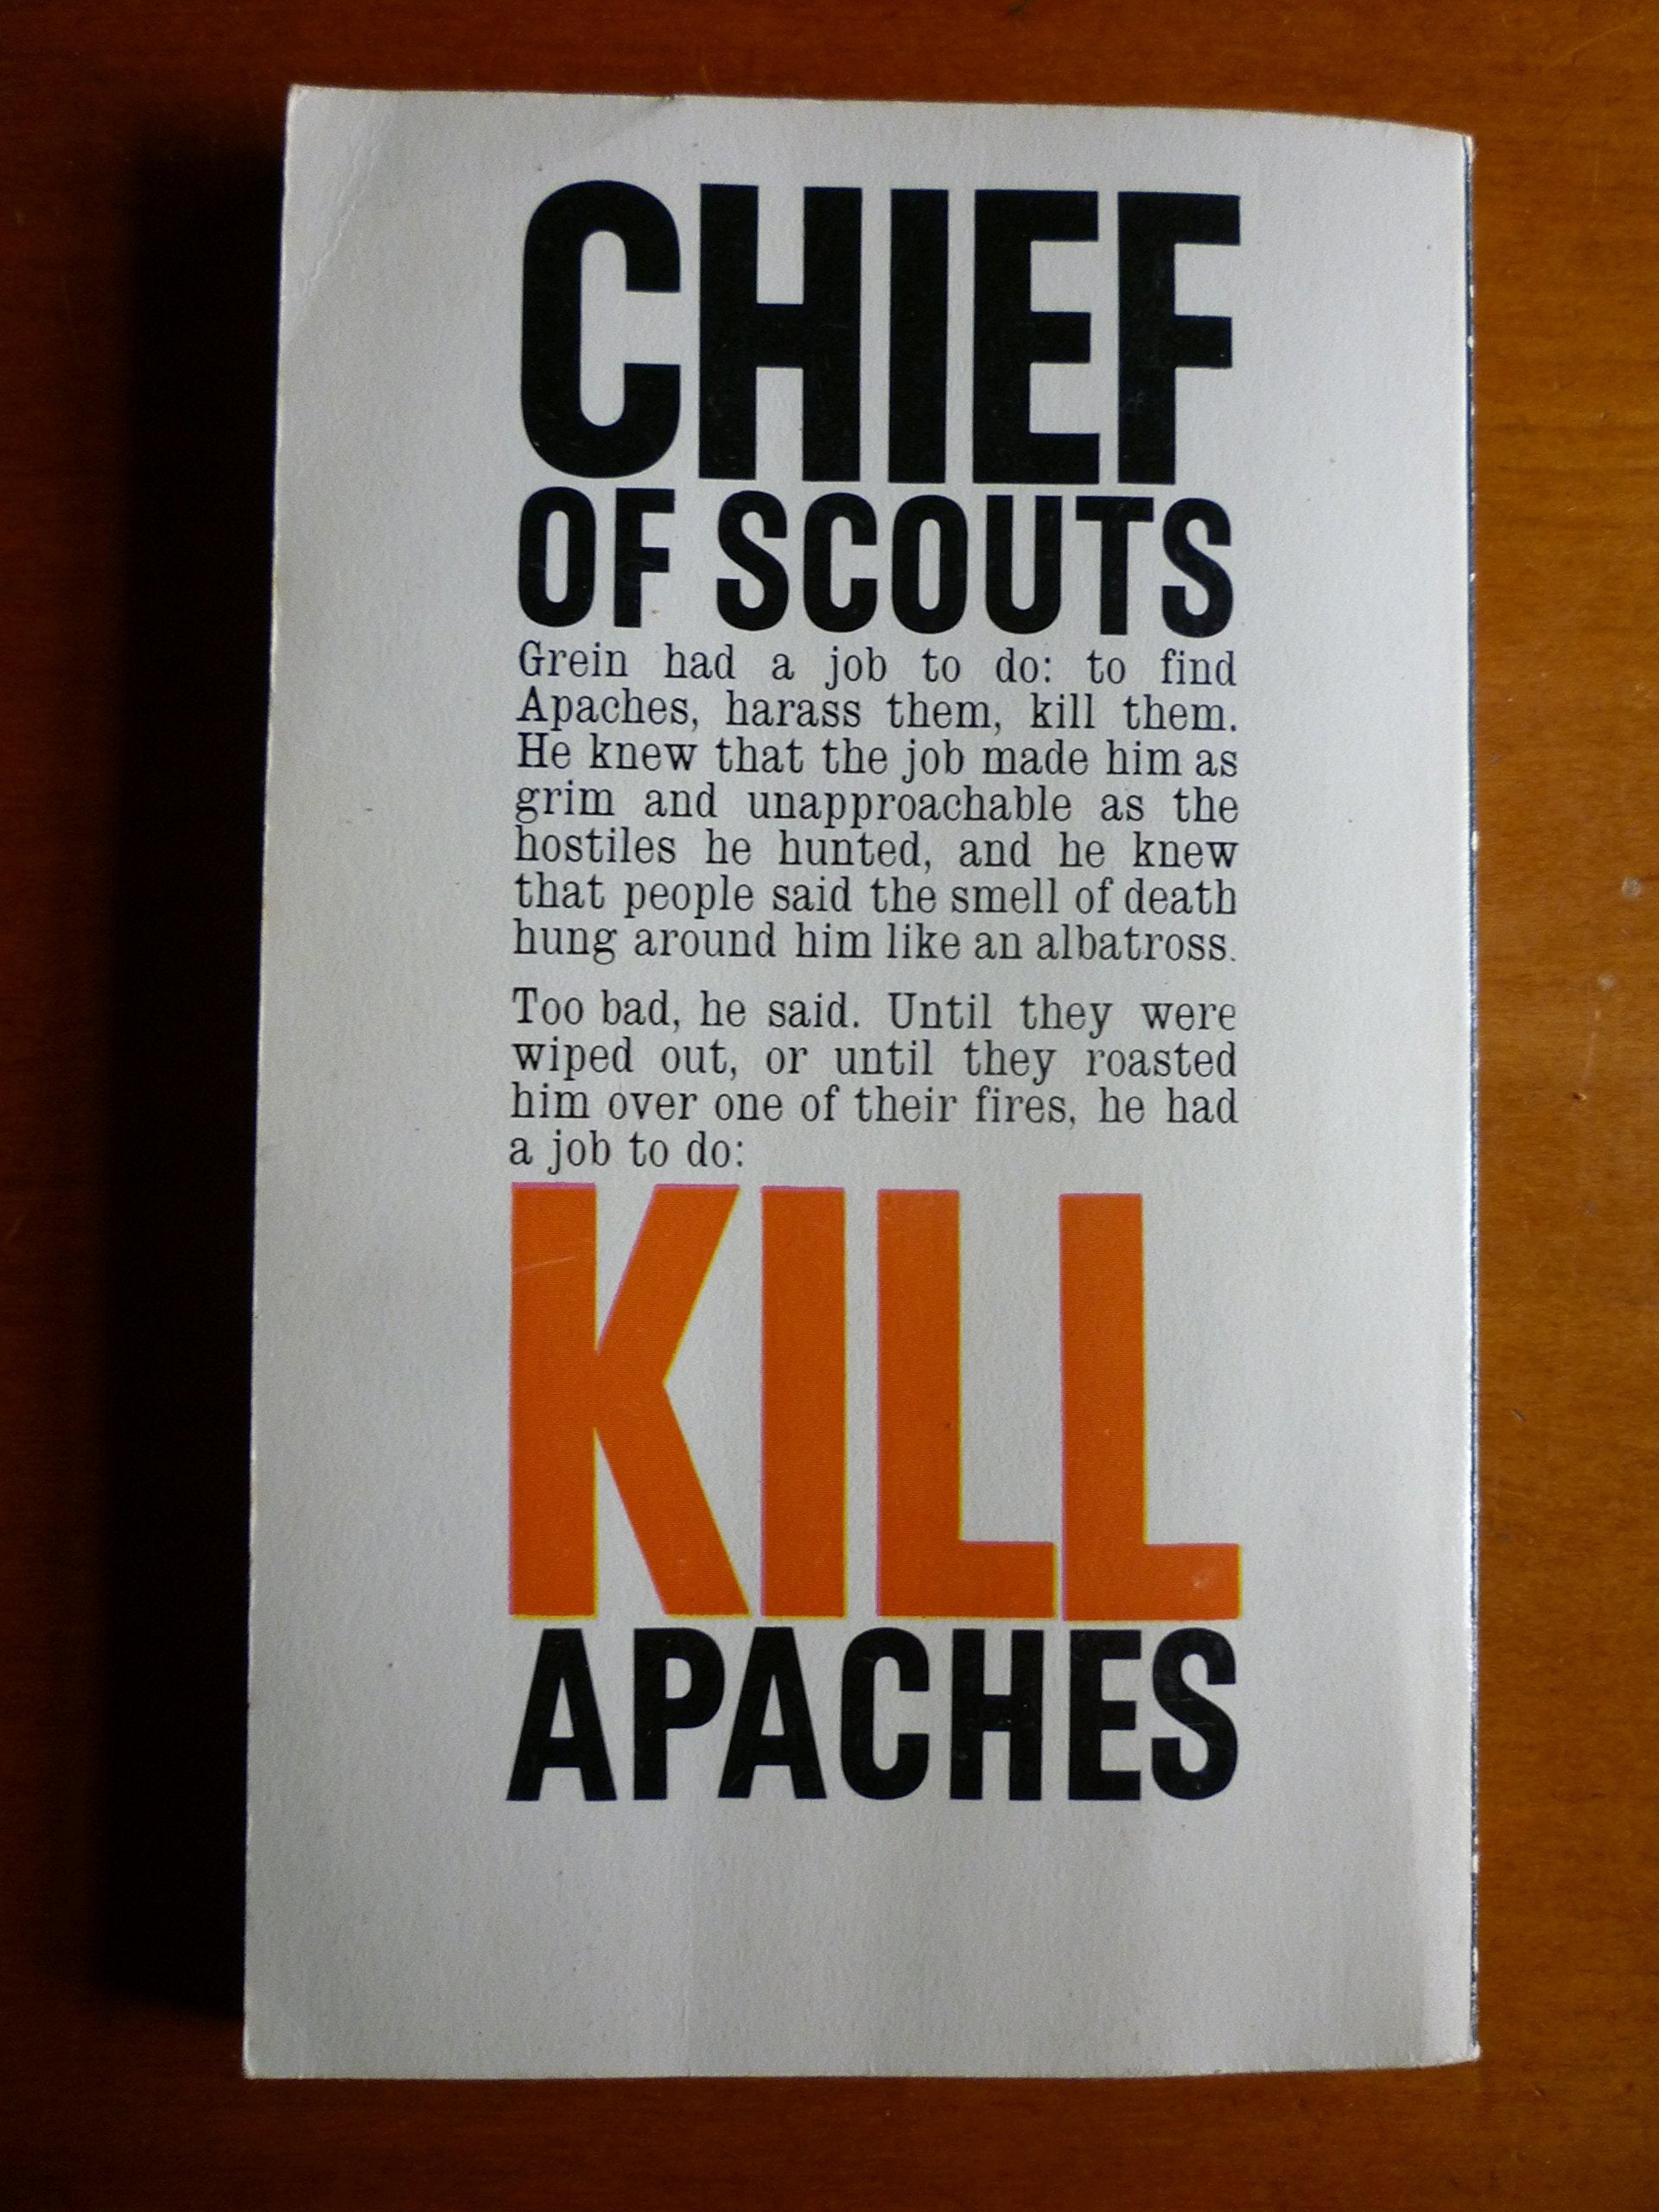 CHIEF
OF SCOUTS
Grein had a job to do: to find
Apaches, harass them, kill them.
He knew that the job made him as
grim and unapproachable as the
hostiles he hunted, and he knew
that people said the smell of death
hung around him like an albatross.
Too bad, he said. Until they were
wiped out, or until they roasted
him over one of their fires, he had
a job to do:
KILL
APACHES